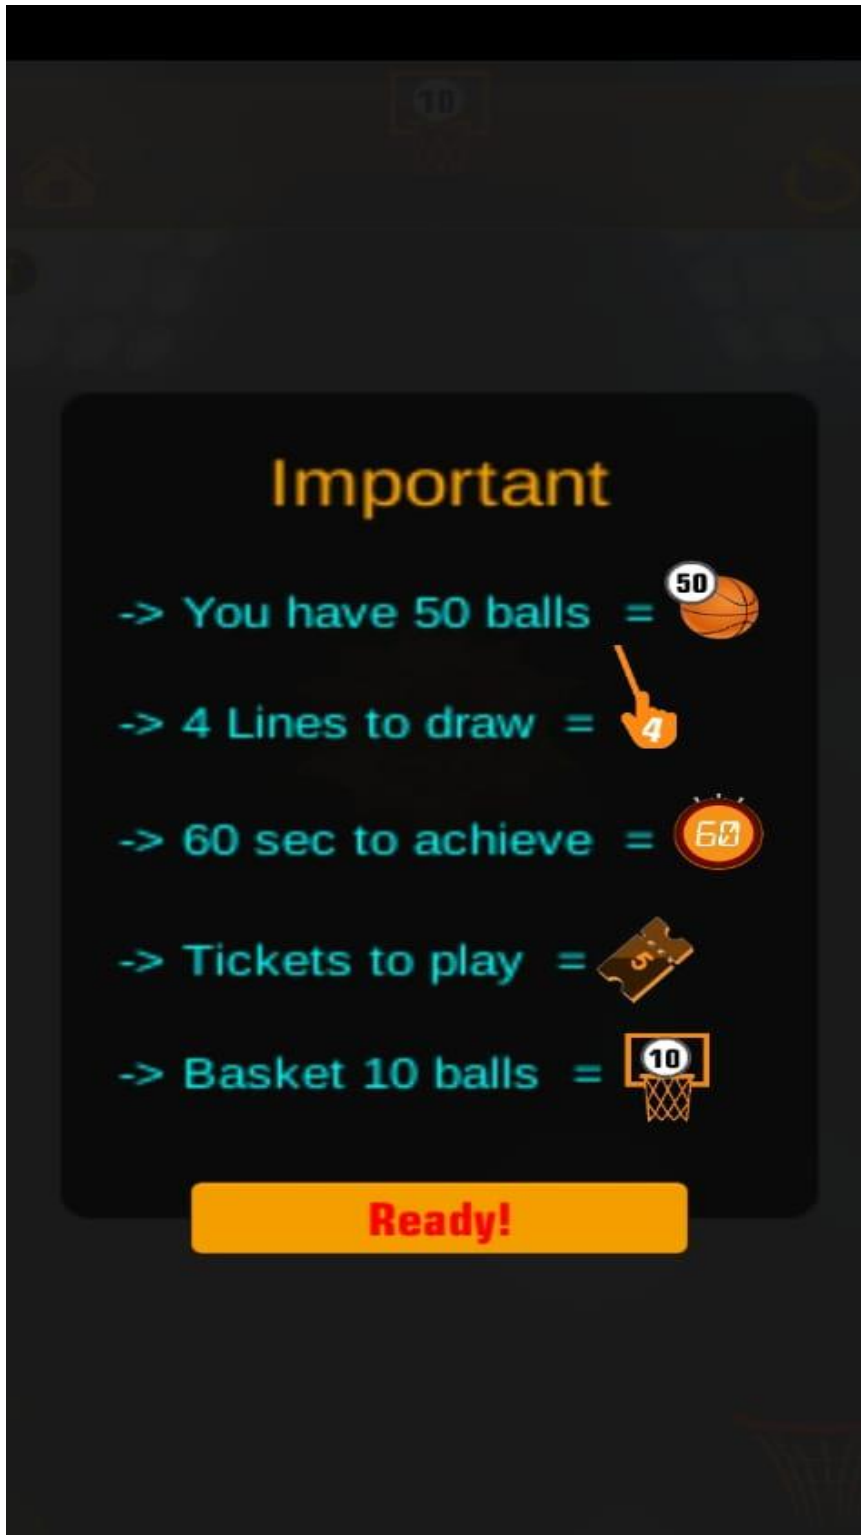 10
Important
-> You have 50 balls = 50
-> 4 Lines to draw = 4
-> 60 sec to achieve = 60
-> Tickets to play = 5
-> Basket 10 balls = 10
Ready!